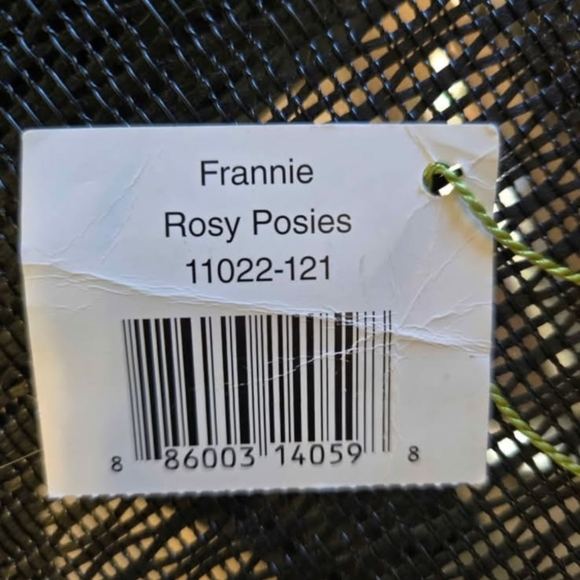 Frannie
Rosy Posies
11022-121
8 86003 14059 8